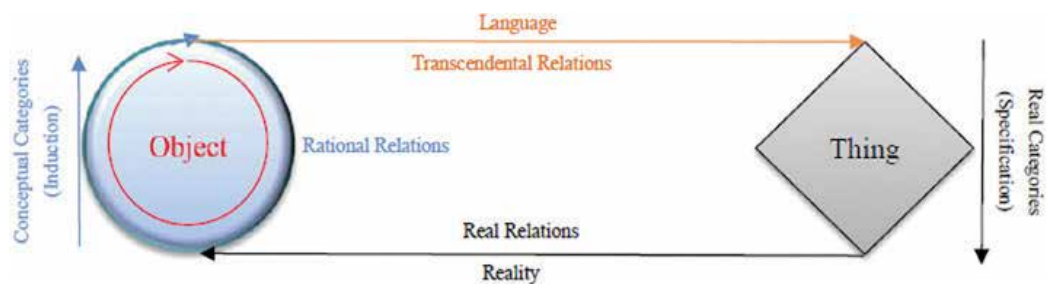 Language
Transcendental Relations
Conceptual Categories
(Induction)
Object
Rational Relations
Thing
Real Categories
(Specification)
Real Relations
Reality